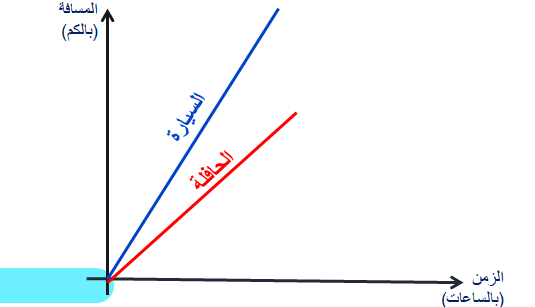 المسافة
(بالكم)
السيارة
الحافلة
الزمن
(بالساعات)